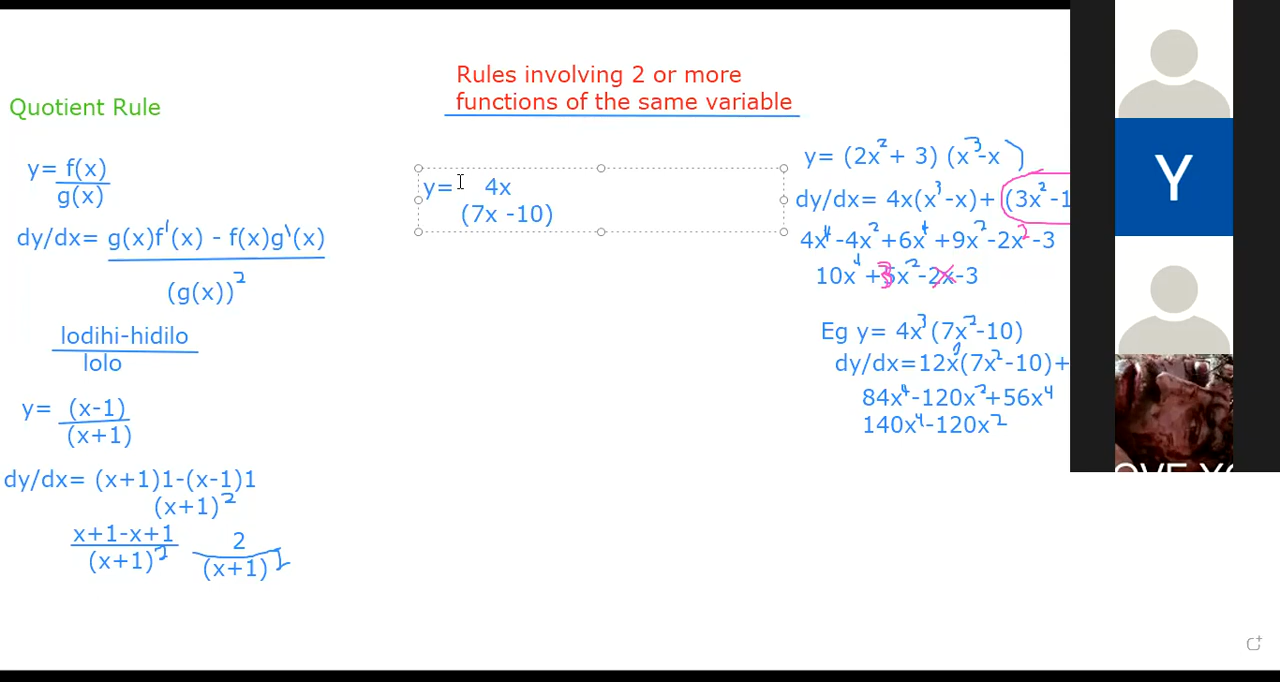 Rules involving 2 or more
functions of the same variable
Quotient Rule
y= f(x)
g(x)
dy/dx= g(x)f'(x) - f(x)g'(x)
(g(x))²
lodihi-hidilo
lolo
y= (x-1)
(x+1)
dy/dx= (x+1)1-(x-1)1
(x+1)²
x+1-x+1
(x+1)²
2
(x+1)²
y= 4x
(7x -10)
y= (2x²+ 3) (x³-x)
dy/dx= 4x(x³-x)+ (3x²-1
4x⁴-4x²+6x⁴+9x²-2x²-3
10x⁴+3x²-2x-3
Eg y= 4x³(7x²-10)
dy/dx=12x²(7x²-10)+
84x⁴-120x²+56x⁴
140x⁴-120x²
Y